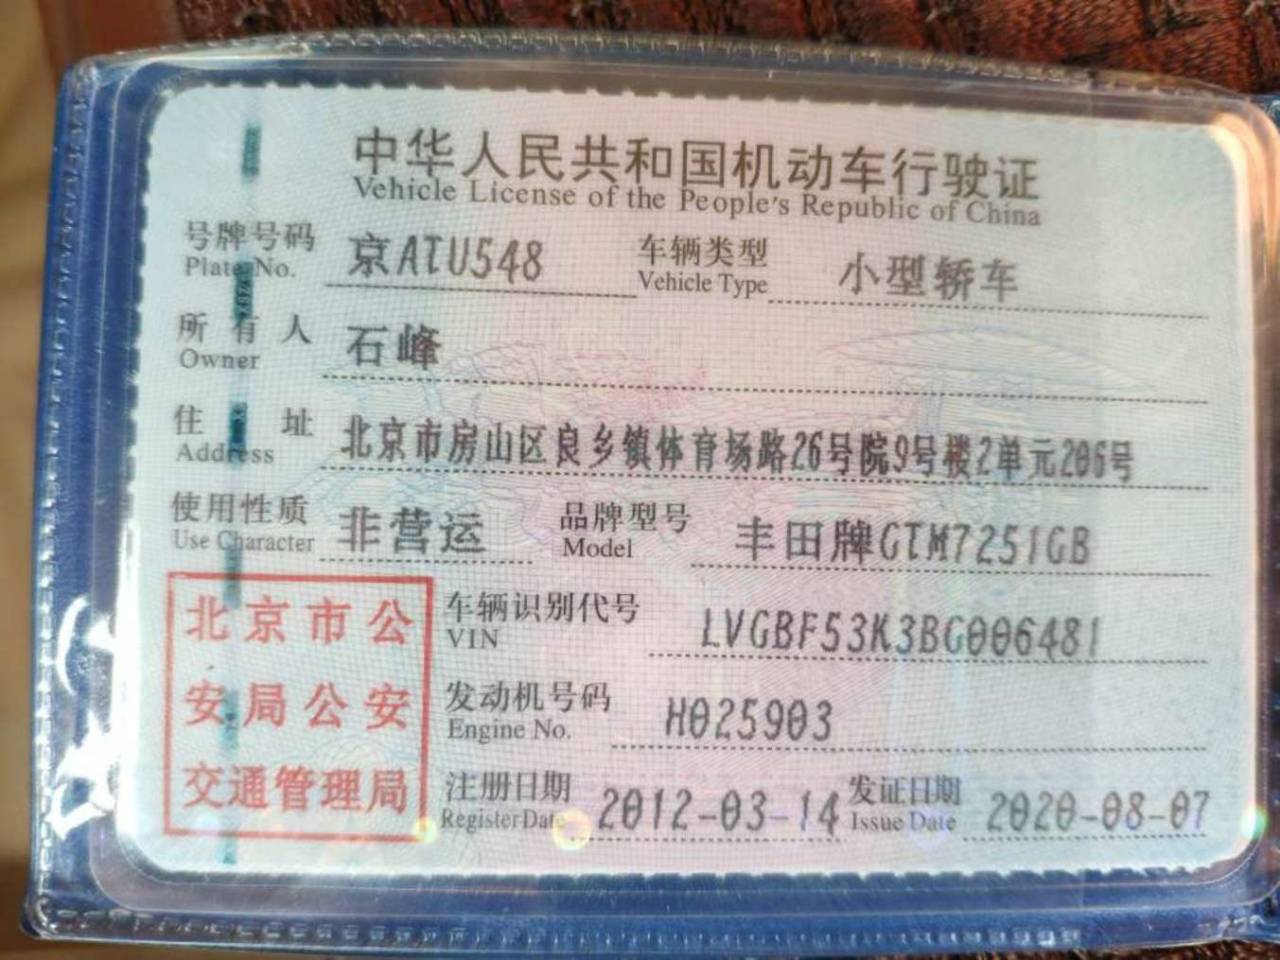 中华人民共和国机动车行驶证
Vehicle License of the People's Republic of China
号牌号码 京ATU548 车辆类型 小型轿车
Plate No. Vehicle Type
所有人 石峰
Owner
住址 北京市房山区良乡镇体育场路26号院9号楼2单元206号
Address
使用性质 非营运 品牌型号 丰田牌GTM7251GB
Use Character Model
北京市公
安局公安
交通管理局
车辆识别代号 LVGBF53K3BG006481
VIN
发动机号码 H025903
Engine No.
注册日期 2012-03-14 发证日期 2020-08-07
Register Date Issue Date